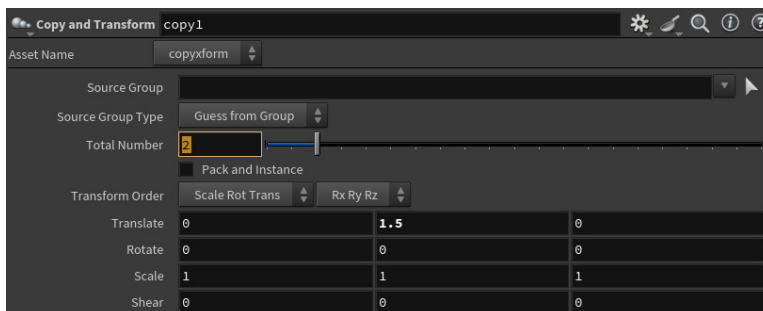 Copy and Transform copy1
Asset Name copyxform
Source Group
Source Group Type Guess from Group
Total Number 2
Pack and Instance
Transform Order Scale Rot Trans Rx Ry Rz
Translate 0 1.5 0
Rotate 0 0 0
Scale 1 1 1
Shear 0 0 0